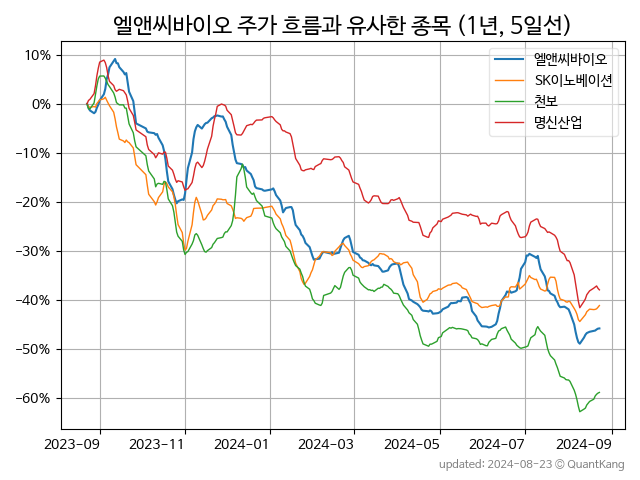 엘앤씨바이오 주가 흐름과 유사한 종목 (1년, 5일선)
엘앤씨바이오
SK이노베이션
천보
명신산업
10%
0%
−10%
−20%
−30%
−40%
−50%
−60%
2023-09
2023-11
2024-01
2024-03
2024-05
2024-07
2024-09
updated: 2024-08-23 © QuantKang